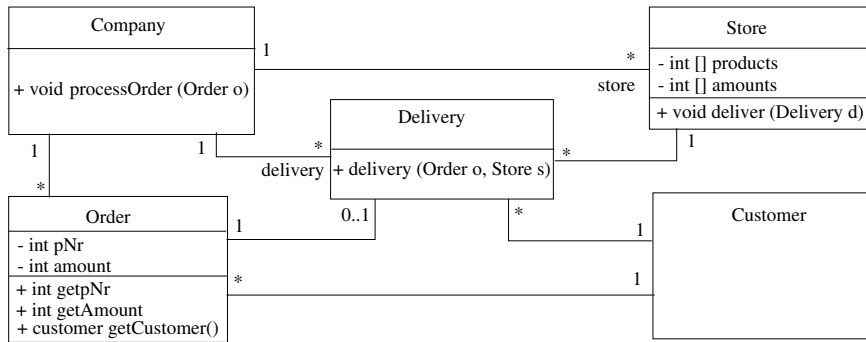 Company
+ void processOrder (Order o)
1
*
store
Store
- int [] products
- int [] amounts
+ void deliver (Delivery d)
1
1
*
delivery
Delivery
+ delivery (Order o, Store s)
*
1
*
Order
- int pNr
- int amount
+ int getpNr
+ int getAmount
+ customer getCustomer()
1
0..1
*
1
*
1
Customer